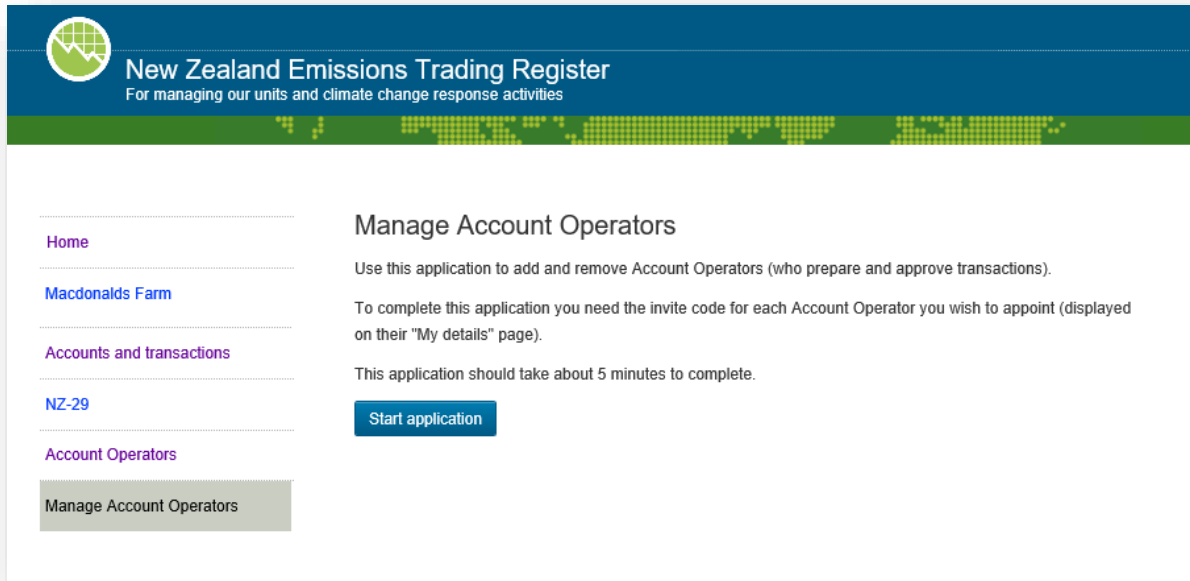 New Zealand Emissions Trading Register
For managing our units and climate change response activities
Home
Macdonalds Farm
Accounts and transactions
NZ-29
Account Operators
Manage Account Operators
Manage Account Operators
Use this application to add and remove Account Operators (who prepare and approve transactions).
To complete this application you need the invite code for each Account Operator you wish to appoint (displayed
on their "My details" page).
This application should take about 5 minutes to complete.
Start application